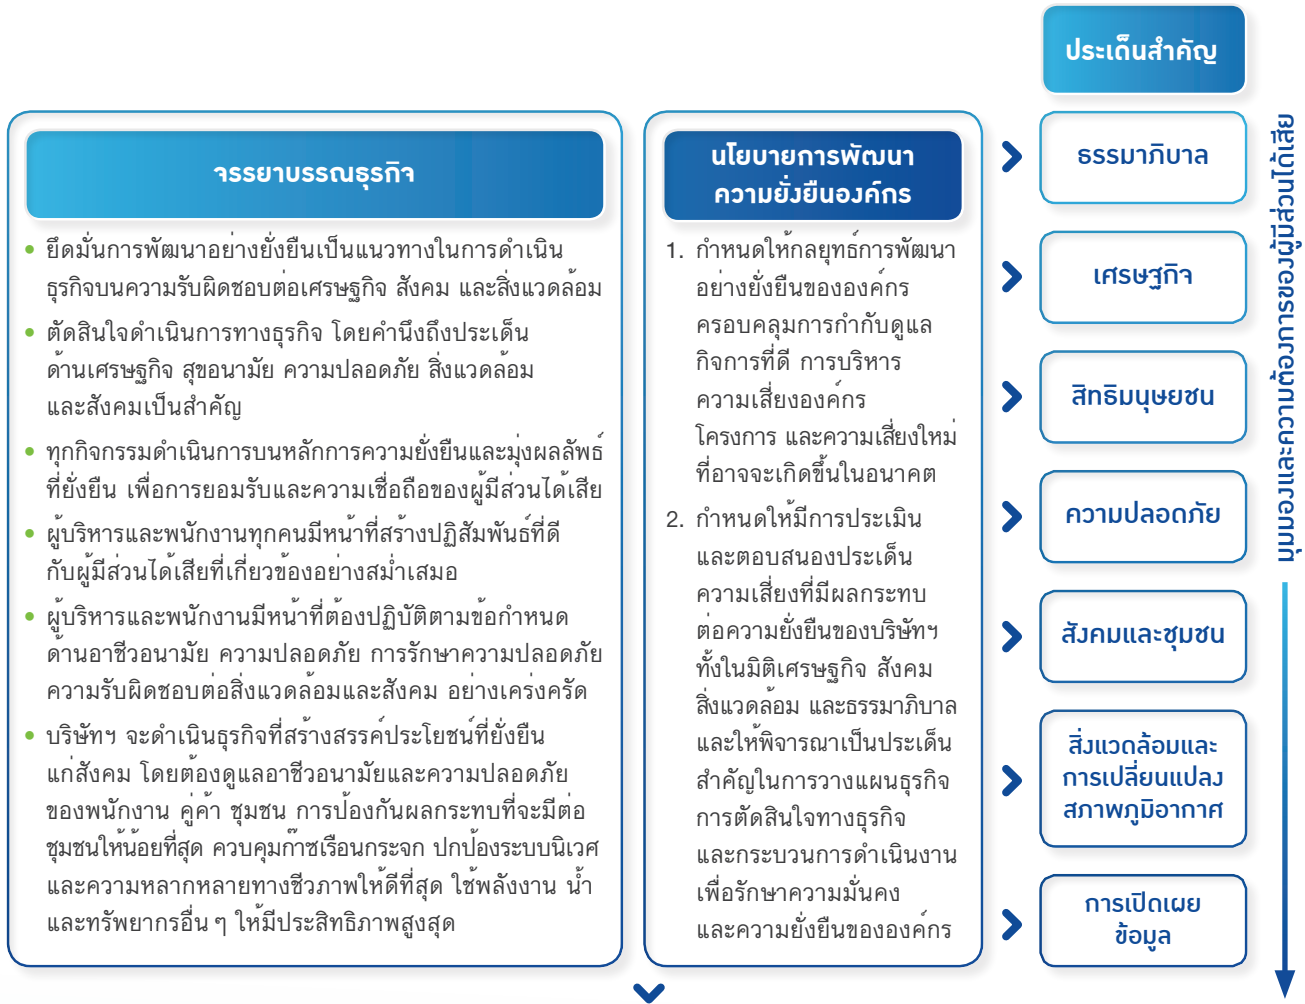 ประเด็นสำคัญ
จรรยาบรรณธุรกิจ
• ยึดมั่นการพัฒนาอย่างยั่งยืนเป็นแนวทางในการดำเนิน
ธุรกิจบนความรับผิดชอบต่อเศรษฐกิจ สังคม และสิ่งแวดล้อม
• ตัดสินใจดำเนินการทางธุรกิจ โดยคำนึงถึงประเด็น
ด้านเศรษฐกิจ สุขอนามัย ความปลอดภัย สิ่งแวดล้อม
และสังคมเป็นสำคัญ
• ทุกกิจกรรมดำเนินการบนหลักการความยั่งยืนและมุ่งผลลัพธ์
ที่ยั่งยืน เพื่อการยอมรับและความเชื่อถือของผู้มีส่วนได้เสีย
• ผู้บริหารและพนักงานทุกคนมีหน้าที่สร้างปฏิสัมพันธ์ที่ดี
กับผู้มีส่วนได้เสียที่เกี่ยวข้องอย่างสม่ำเสมอ
• ผู้บริหารและพนักงานมีหน้าที่ต้องปฏิบัติตามข้อกำหนด
ด้านอาชีวอนามัย ความปลอดภัย การรักษาความปลอดภัย
ความรับผิดชอบต่อสิ่งแวดล้อมและสังคม อย่างเคร่งครัด
• บริษัทฯ จะดำเนินธุรกิจที่สร้างสรรค์ประโยชน์ที่ยั่งยืน
แก่สังคม โดยต้องดูแลอาชีวอนามัยและความปลอดภัย
ของพนักงาน คู่ค้า ชุมชน การป้องกันผลกระทบที่จะมีต่อ
ชุมชนให้น้อยที่สุด ควบคุมก๊าซเรือนกระจก ปกป้องระบบนิเวศ
และความหลากหลายทางชีวภาพให้ดีที่สุด ใช้พลังงาน น้ำ
และทรัพยากรอื่น ๆ ให้มีประสิทธิภาพสูงสุด
นโยบายการพัฒนา
ความยั่งยืนองค์กร
1. กำหนดให้กลยุทธ์การพัฒนา
อย่างยั่งยืนขององค์กร
ครอบคลุมการกำกับดูแล
กิจการที่ดี การบริหาร
ความเสี่ยงองค์กร
โครงการ และความเสี่ยงใหม่
ที่อาจจะเกิดขึ้นในอนาคต
2. กำหนดให้มีการประเมิน
และตอบสนองประเด็น
ความเสี่ยงที่มีผลกระทบ
ต่อความยั่งยืนของบริษัทฯ
ทั้งในมิติเศรษฐกิจ สังคม
สิ่งแวดล้อม และธรรมาภิบาล
และให้พิจารณาเป็นประเด็น
สำคัญในการวางแผนธุรกิจ
การตัดสินใจทางธุรกิจ
และกระบวนการดำเนินงาน
เพื่อรักษาความมั่นคง
และความยั่งยืนขององค์กร
ธรรมาภิบาล
เศรษฐกิจ
สิทธิมนุษยชน
ความปลอดภัย
สังคมและชุมชน
สิ่งแวดล้อมและ
การเปลี่ยนแปลง
สภาพภูมิอากาศ
การเปิดเผย
ข้อมูล
มุมมองและความต้องการของผู้มีส่วนได้เสีย